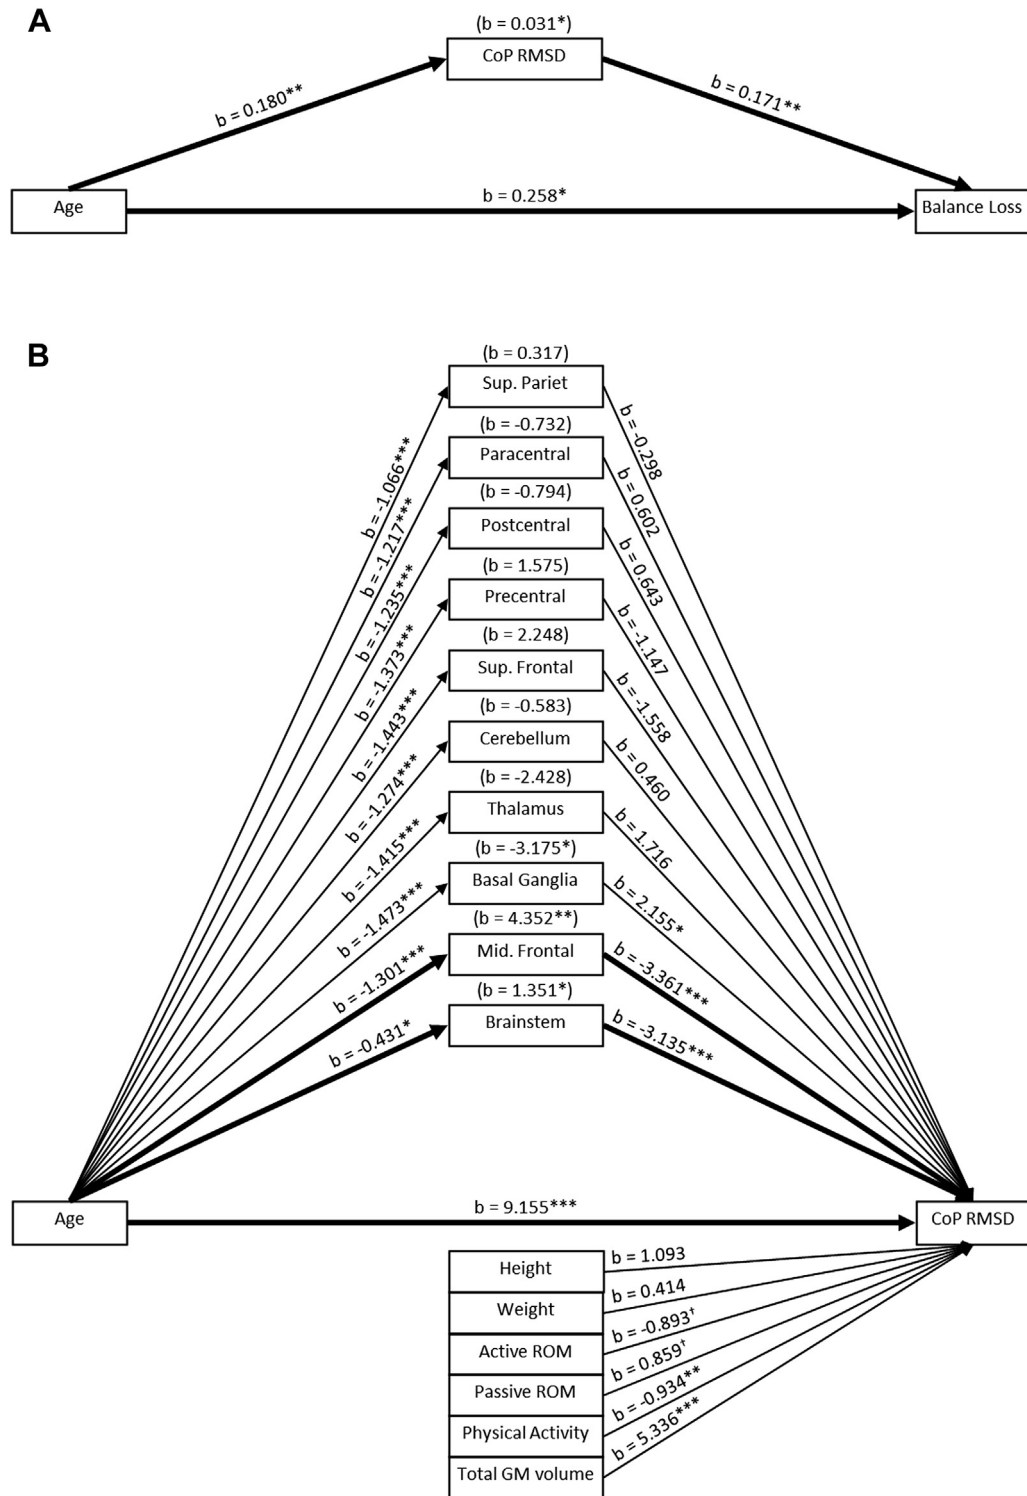 A
(b = 0.031*)
CoP RMSD
b = 0.180**
b = 0.171**
Age
b = 0.258*
Balance Loss
B
(b = 0.317)
Sup. Pariet
b = -1.066***
b = -0.298
(b = -0.732)
Paracentral
b = -1.217***
b = 0.602
(b = -0.794)
Postcentral
b = -1.235***
b = 0.643
(b = 1.575)
Precentral
b = -1.373***
b = -1.147
(b = 2.248)
Sup. Frontal
b = -1.443***
b = -1.558
(b = -0.583)
Cerebellum
b = -1.274***
b = 0.460
(b = -2.428)
Thalamus
b = -1.415***
b = 1.716
(b = -3.175*)
Basal Ganglia
b = -1.473***
b = 2.155*
(b = 4.352**)
Mid. Frontal
b = -1.301***
b = -3.361***
(b = 1.351*)
Brainstem
b = -0.431*
b = -3.135***
Age
b = 9.155***
CoP RMSD
Height
b = 1.093
Weight
b = 0.414
Active ROM
b = -0.893†
Passive ROM
b = 0.859†
Physical Activity
b = -0.934**
Total GM volume
b = 5.336***